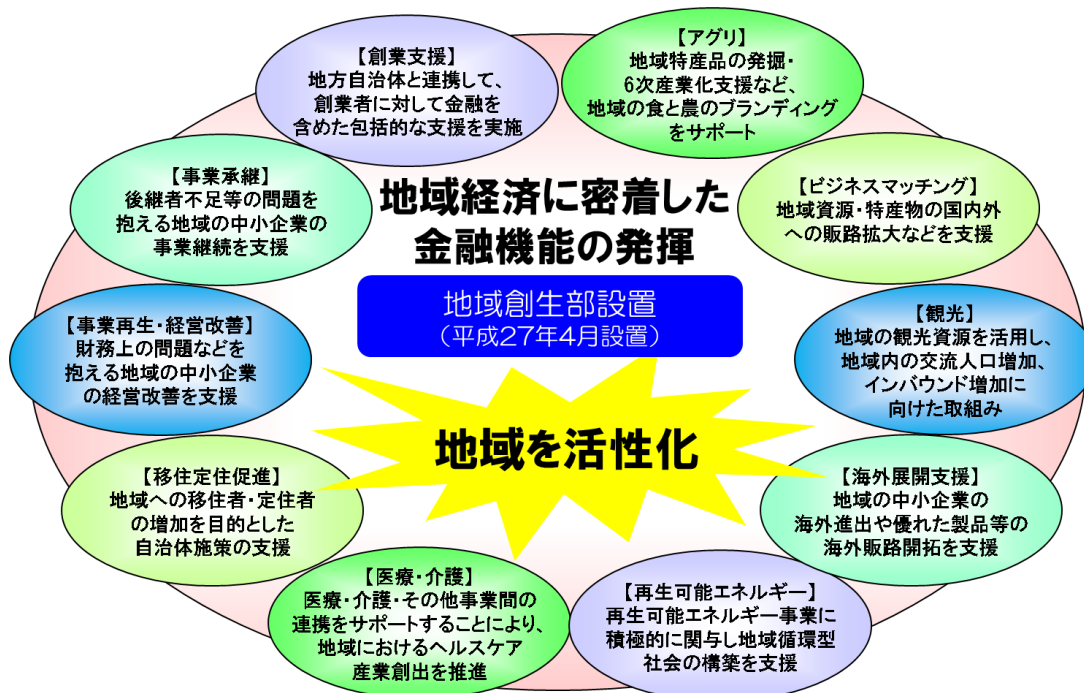 【創業支援】
地方自治体と連携して、
創業者に対して金融を
含めた包括的な支援を実施
【アグリ】
地域特産品の発掘・
6次産業化支援など、
地域の食と農のブランディング
をサポート
【事業承継】
後継者不足等の問題を
抱える地域の中小企業の
事業継続を支援
地域経済に密着した
金融機能の発揮
【ビジネスマッチング】
地域資源・特産物の国内外
への販路拡大などを支援
地域創生部設置
（平成27年4月設置）
【事業再生・経営改善】
財務上の問題などを
抱える地域の中小企業
の経営改善を支援
【観光】
地域の観光資源を活用し、
地域内の交流人口増加、
インバウンド増加に
向けた取組み
地域を活性化
【移住定住促進】
地域への移住者・定住者
の増加を目的とした
自治体施策の支援
【海外展開支援】
地域の中小企業の
海外進出や優れた製品等の
海外販路開拓を支援
【医療・介護】
医療・介護・その他事業間の
連携をサポートすることにより、
地域におけるヘルスケア
産業創出を推進
【再生可能エネルギー】
再生可能エネルギー事業に
積極的に関与し地域循環型
社会の構築を支援